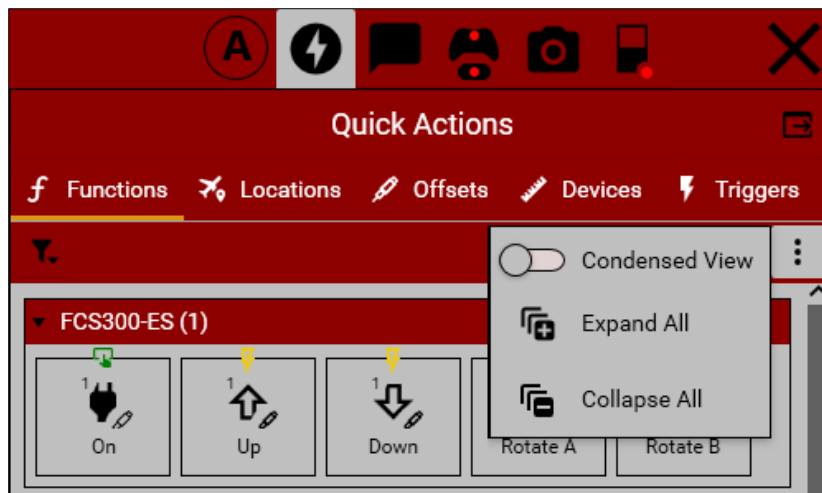 A
Quick Actions
Functions Locations Offsets Devices Triggers
Condensed View
Expand All
Collapse All
FCS300-ES (1)
1 1 1
On Up Down Rotate A Rotate B